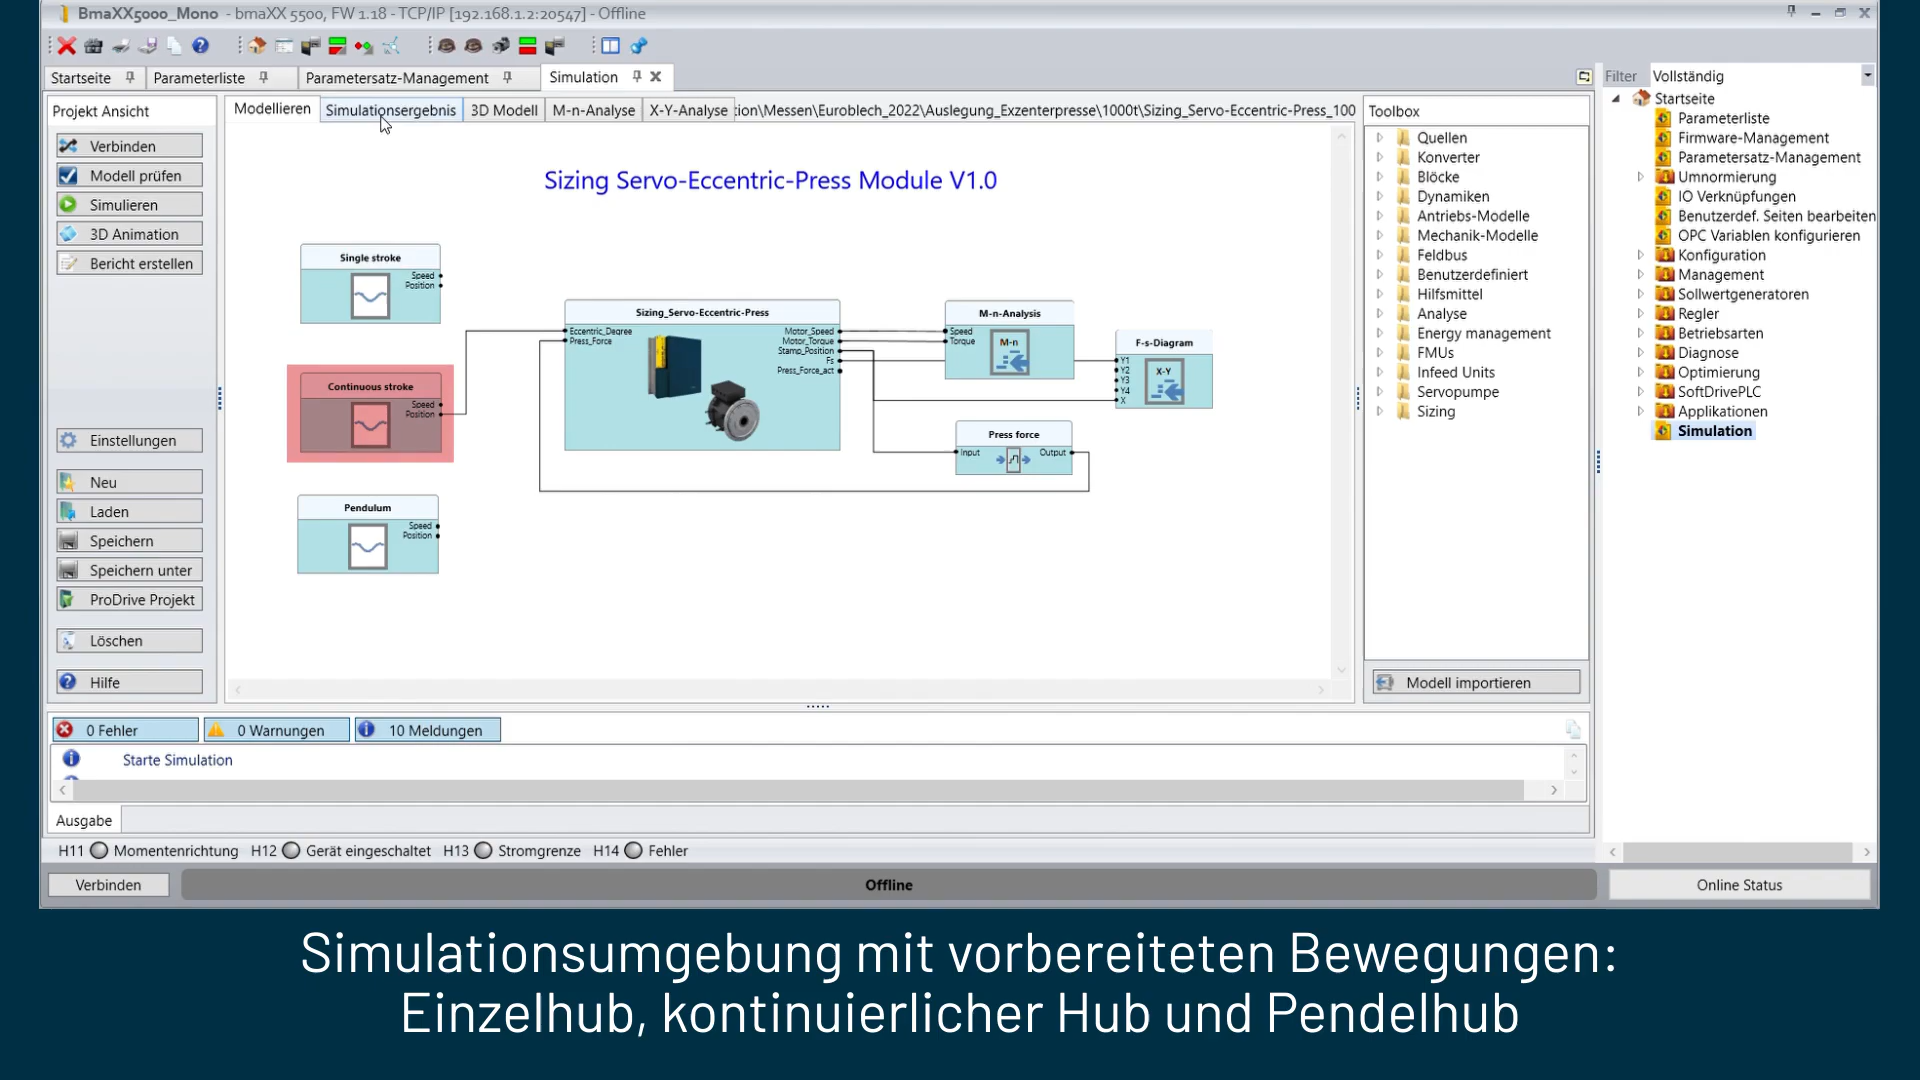 BmaXX5000_Mono - bmaXX 5500, FW 1.18 - TCP/IP [192.168.1.2:20547] - Offline
Startseite
Parameterliste
Parametersatz-Management
Simulation
Filter
Vollständig
Projekt Ansicht
Verbinden
Modell prüfen
Simulieren
3D Animation
Bericht erstellen
Einstellungen
Neu
Laden
Speichern
Speichern unter
ProDrive Projekt
Löschen
Hilfe
Modellieren
Simulationsergebnis
3D Modell
M-n-Analyse
X-Y-Analyse
tion\Messen\Euroblech_2022\Auslegung_Exzenterpresse\1000t\Sizing_Servo-Eccentric-Press_100
Sizing Servo-Eccentric-Press Module V1.0
Single stroke
Speed
Position
Continuous stroke
Speed
Position
Pendulum
Speed
Position
Sizing_Servo-Eccentric-Press
Eccentric_Degree
Press_Force
Motor_Speed
Motor_Torque
Stamp_Position
Fs
Press_Force_act
M-n-Analysis
Speed
Torque
M-n
F-s-Diagram
Y1
Y2
Y3
Y4
X
X-Y
Press force
Input
Output
Toolbox
Quellen
Konverter
Blöcke
Dynamiken
Antriebs-Modelle
Mechanik-Modelle
Feldbus
Benutzerdefiniert
Hilfsmittel
Analyse
Energy management
FMUs
Infeed Units
Servopumpe
Sizing
Modell importieren
Startseite
Parameterliste
Firmware-Management
Parametersatz-Management
Umnormierung
IO Verknüpfungen
Benutzerdef. Seiten bearbeiten
OPC Variablen konfigurieren
Konfiguration
Management
Sollwertgeneratoren
Regler
Betriebsarten
Diagnose
Optimierung
SoftDrivePLC
Applikationen
Simulation
0 Fehler
0 Warnungen
10 Meldungen
Starte Simulation
Ausgabe
H11 Momentenrichtung H12 Gerät eingeschaltet H13 Stromgrenze H14 Fehler
Verbinden
Offline
Online Status
Simulationsumgebung mit vorbereiteten Bewegungen:
Einzelhub, kontinuierlicher Hub und Pendelhub